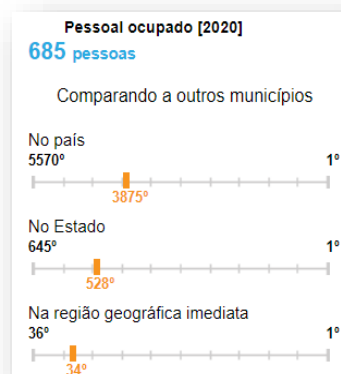 Pessoal ocupado [2020]
685 pessoas
Comparando a outros municípios
No país
5570º 1º
3875º
No Estado
645º 1º
528º
Na região geográfica imediata
36º 1º
34º